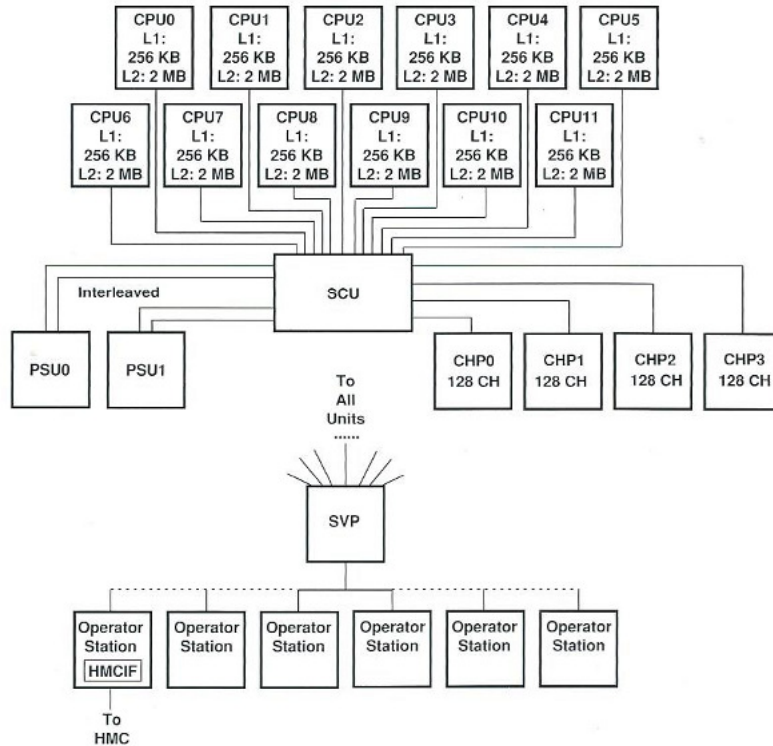 CPU0
L1:
256 KB
L2: 2 MB
CPU1
L1:
256 KB
L2: 2 MB
CPU2
L1:
256 KB
L2: 2 MB
CPU3
L1:
256 KB
L2: 2 MB
CPU4
L1:
256 KB
L2: 2 MB
CPU5
L1:
256 KB
L2: 2 MB
CPU6
L1:
256 KB
L2: 2 MB
CPU7
L1:
256 KB
L2: 2 MB
CPU8
L1:
256 KB
L2: 2 MB
CPU9
L1:
256 KB
L2: 2 MB
CPU10
L1:
256 KB
L2: 2 MB
CPU11
L1:
256 KB
L2: 2 MB
Interleaved
SCU
PSU0
PSU1
CHP0
128 CH
CHP1
128 CH
CHP2
128 CH
CHP3
128 CH
To
All
Units
......
SVP
Operator
Station
HMCIF
Operator
Station
Operator
Station
Operator
Station
Operator
Station
Operator
Station
To
HMC